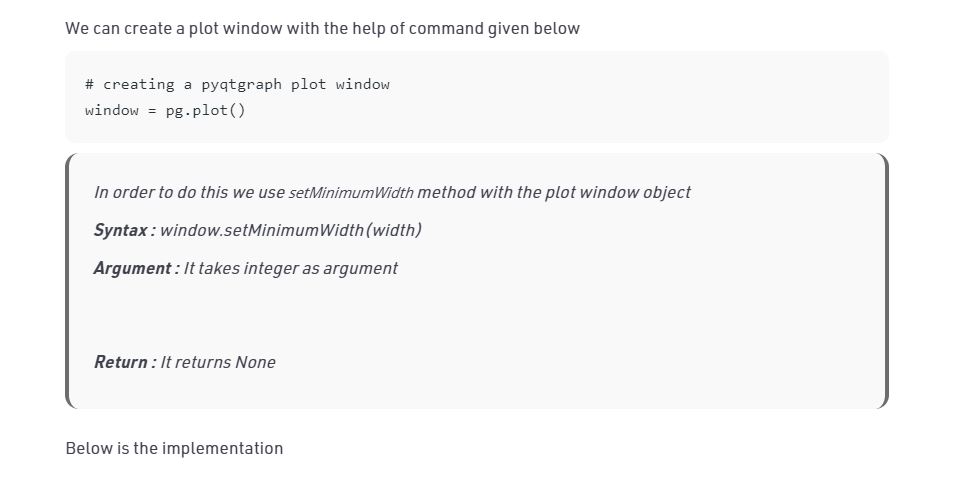 We can create a plot window with the help of command given below
# creating a pyqtgraph plot window
window = pg.plot()
In order to do this we use setMinimumWidth method with the plot window object
Syntax : window.setMinimumWidth(width)
Argument : It takes integer as argument
Return : It returns None
Below is the implementation